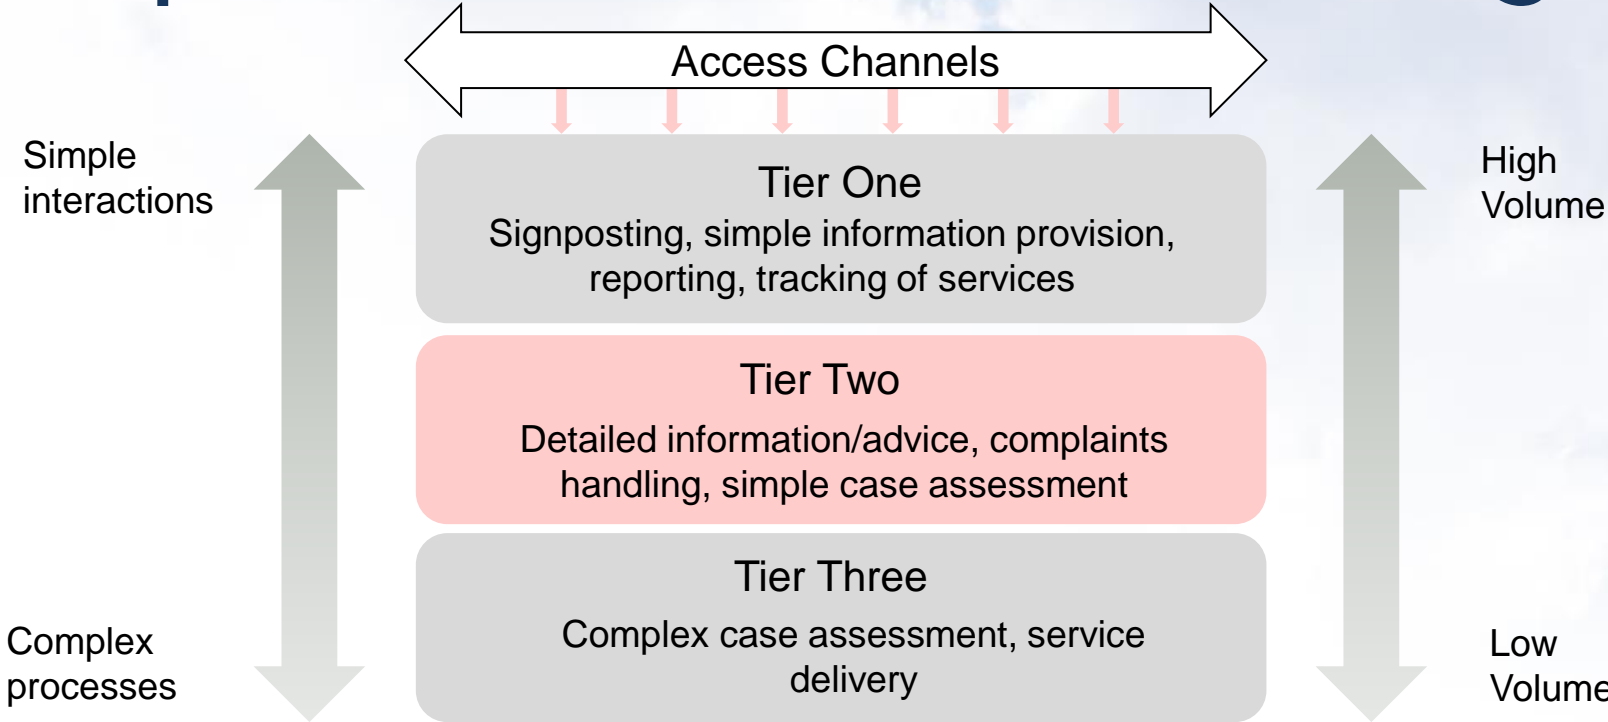 Access Channels
Simple
interactions
High
Volume
Tier One
Signposting, simple information provision,
reporting, tracking of services
Tier Two
Detailed information/advice, complaints
handling, simple case assessment
Tier Three
Complex case assessment, service
delivery
Complex
processes
Low
Volume